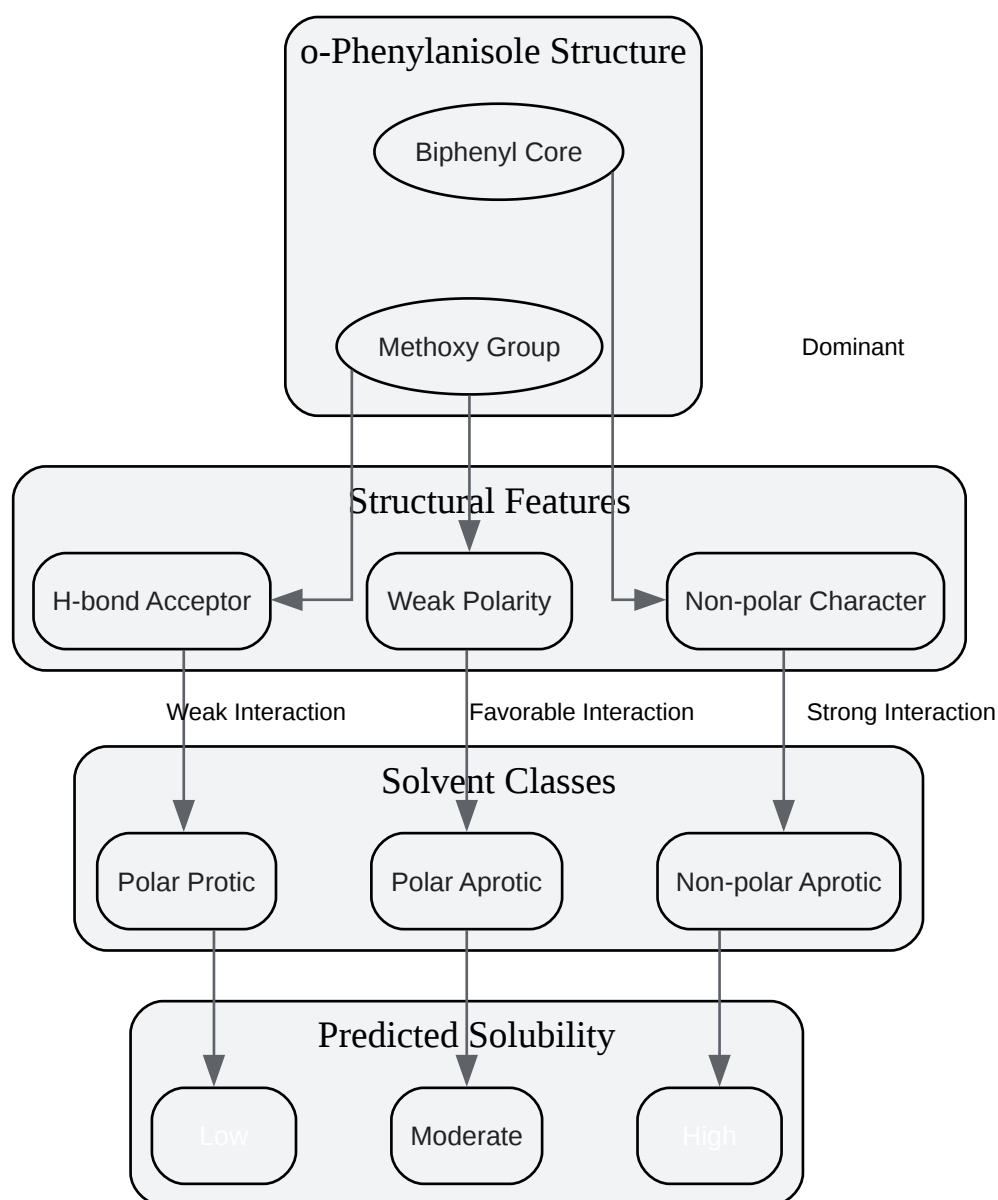 o-Phenylanisole Structure
Biphenyl Core
Methoxy Group
Dominant
Structural Features
H-bond Acceptor
Weak Polarity
Non-polar Character
Weak Interaction
Favorable Interaction
Strong Interaction
Solvent Classes
Polar Protic
Polar Aprotic
Non-polar Aprotic
Predicted Solubility
Low
Moderate
High